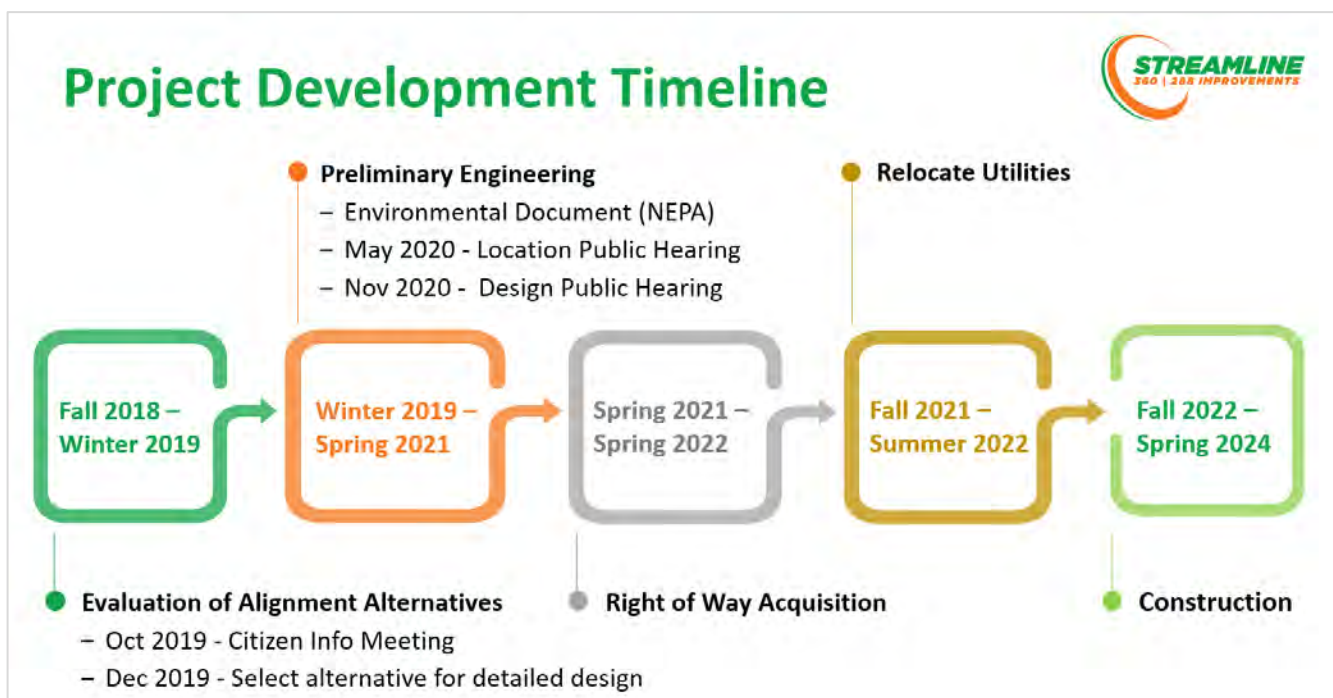 Project Development Timeline
STREAMLINE
360 | 288 IMPROVEMENTS
Preliminary Engineering
– Environmental Document (NEPA)
– May 2020 - Location Public Hearing
– Nov 2020 - Design Public Hearing
Relocate Utilities
Fall 2018 –
Winter 2019
Winter 2019 –
Spring 2021
Spring 2021 –
Spring 2022
Fall 2021 –
Summer 2022
Fall 2022 –
Spring 2024
Evaluation of Alignment Alternatives
– Oct 2019 - Citizen Info Meeting
– Dec 2019 - Select alternative for detailed design
Right of Way Acquisition
Construction